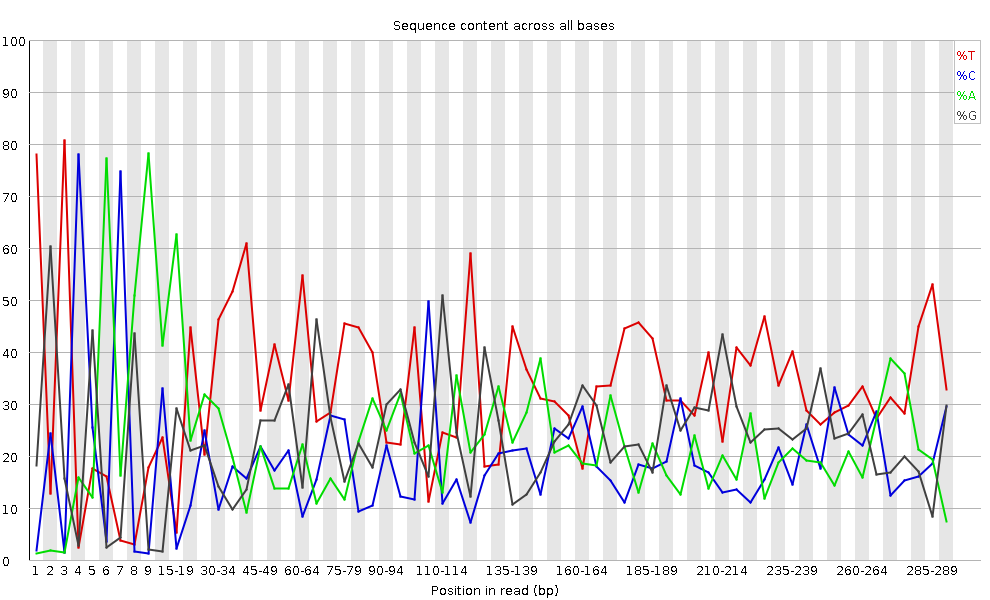 Sequence content across all bases
100
90
80
70
60
50
40
30
20
10
0
%T
%C
%A
%G
1 2 3 4 5 6 7 8 9 15-19 30-34 45-49 60-64 75-79 90-94 110-114 135-139 160-164 185-189 210-214 235-239 260-264 285-289
Position in read (bp)